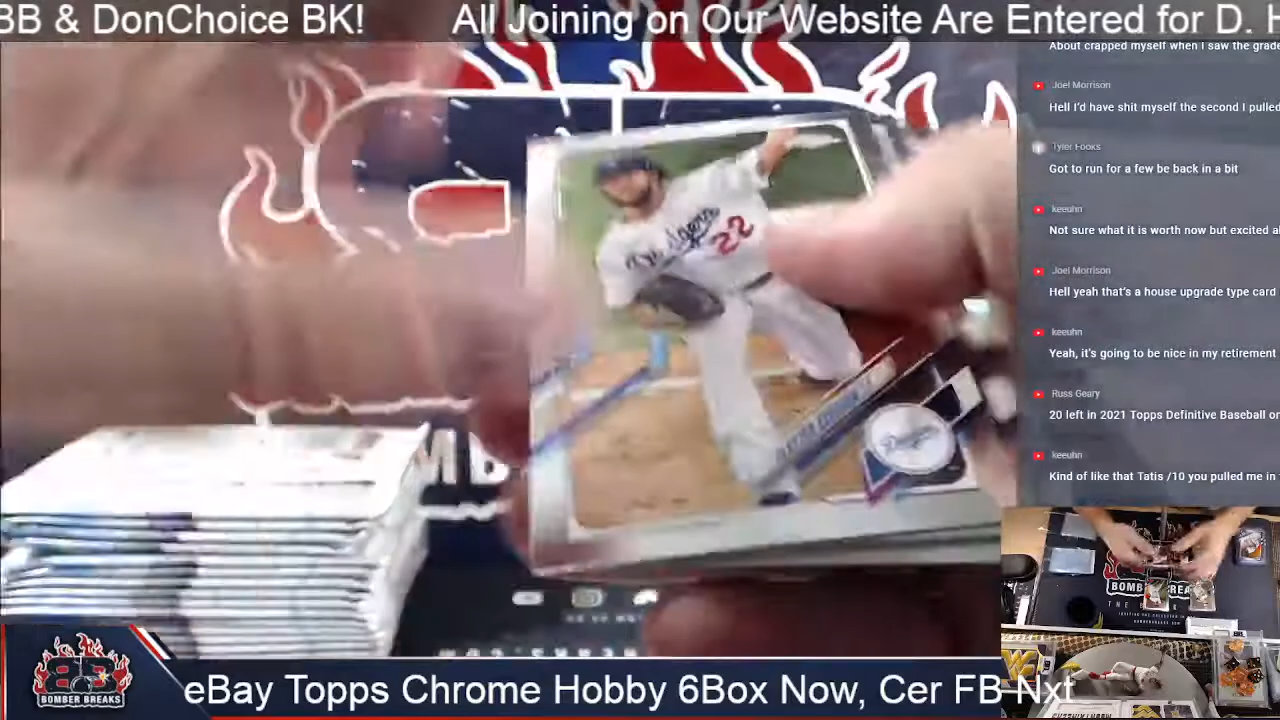 BB & DonChoice BK!
All Joining on Our Website Are Entered for D. H
About crapped myself when I saw the grad
Joel Morrison
Hell I'd have shit myself the second I pulled
Tyler Fooks
Got to run for a few be back in a bit
keeuhn
Not sure what it is worth now but excited a
Joel Morrison
Hell yeah that's a house upgrade type card
keeuhn
Yeah, it's going to be nice in my retirement
Russ Geary
20 left in 2021 Topps Definitive Baseball o
keeuhn
Kind of like that Tatis /10 you pulled me in
Dodgers
22
BOMBER BREAKS
eBay Topps Chrome Hobby 6Box Now, Cer FB Nxt